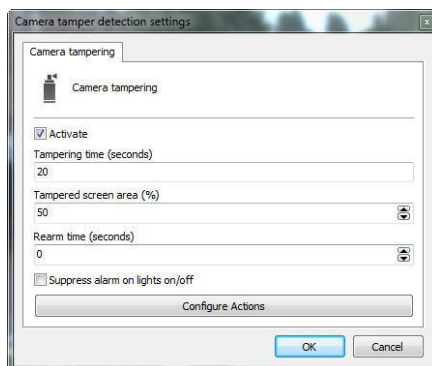 Camera tamper detection settings
Camera tampering
Camera tampering
Activate
Tampering time (seconds)
20
Tampered screen area (%)
50
Rearm time (seconds)
0
Suppress alarm on lights on/off
Configure Actions
OK Cancel